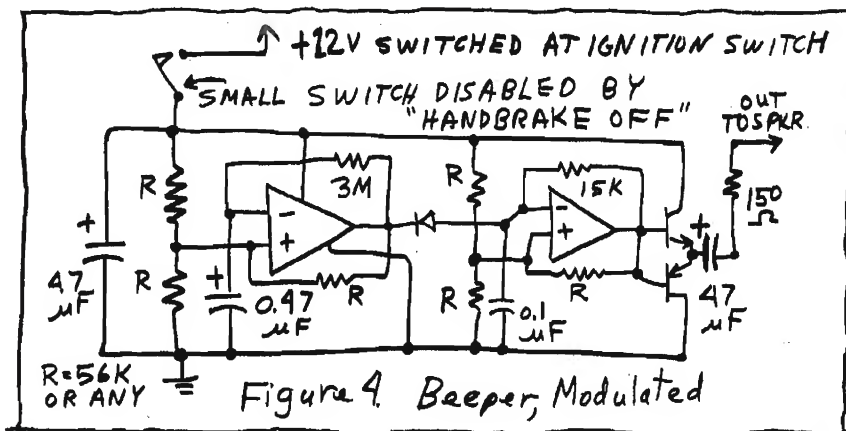 +12V SWITCHED AT IGNITION SWITCH
SMALL SWITCH DISABLED BY
"HANDBRAKE OFF"
OUT
TO SPKR.
R
3M
R
15K
150
Ω
+
-
+
-
+
+
47
μF
R
+
0.47
μF
R
R
0.1
μF
R
47
μF
R=56K
OR ANY
Figure 4. Beeper, Modulated